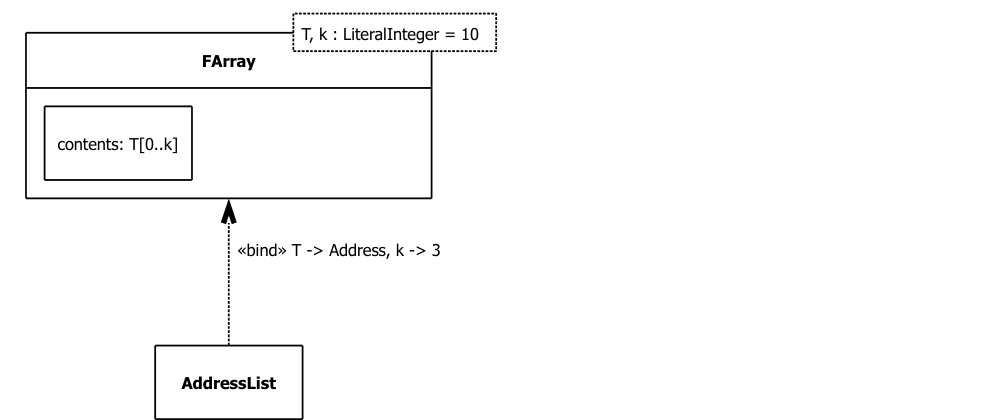 T, k : LiteralInteger = 10
FArray
contents: T[0..k]
«bind» T -> Address, k -> 3
AddressList